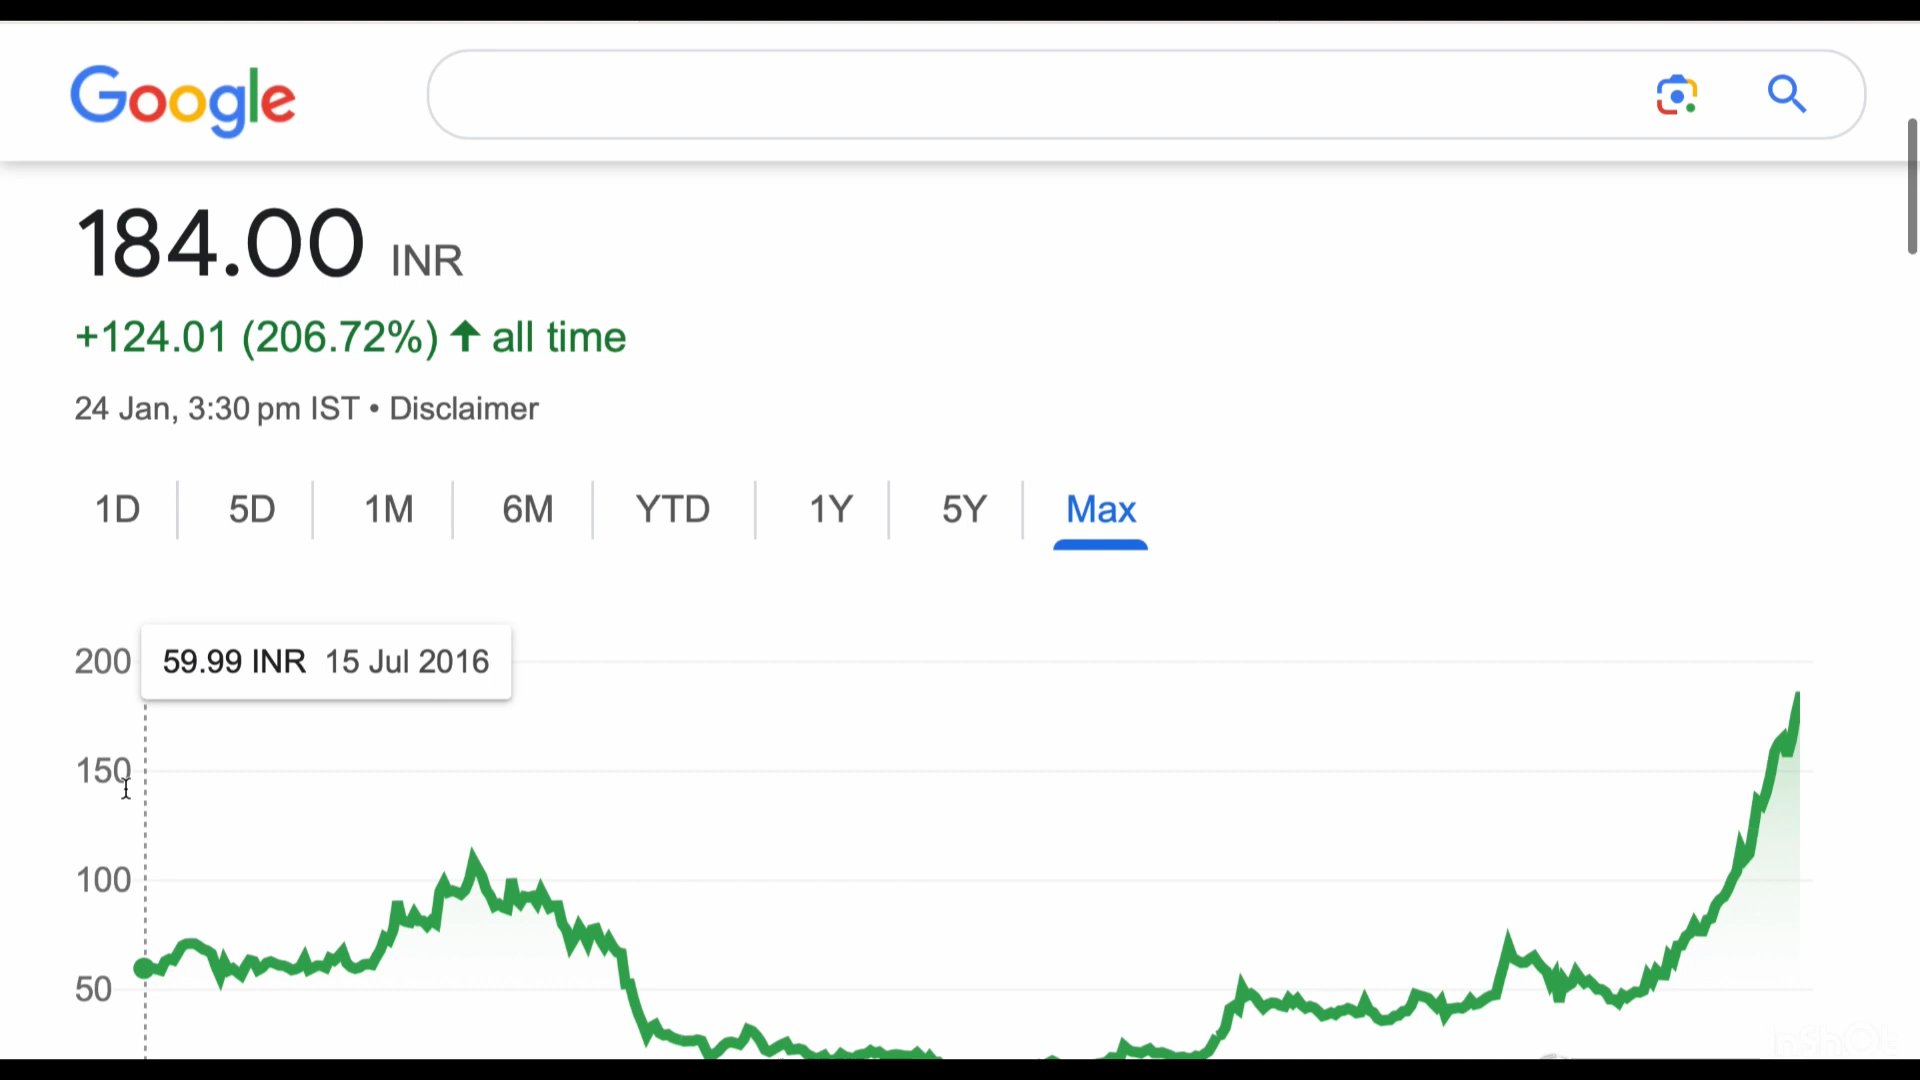 Google
184.00 INR
+124.01 (206.72%) ↑ all time
24 Jan, 3:30 pm IST • Disclaimer
1D 5D 1M 6M YTD 1Y 5Y Max
200 59.99 INR 15 Jul 2016
150
100
50